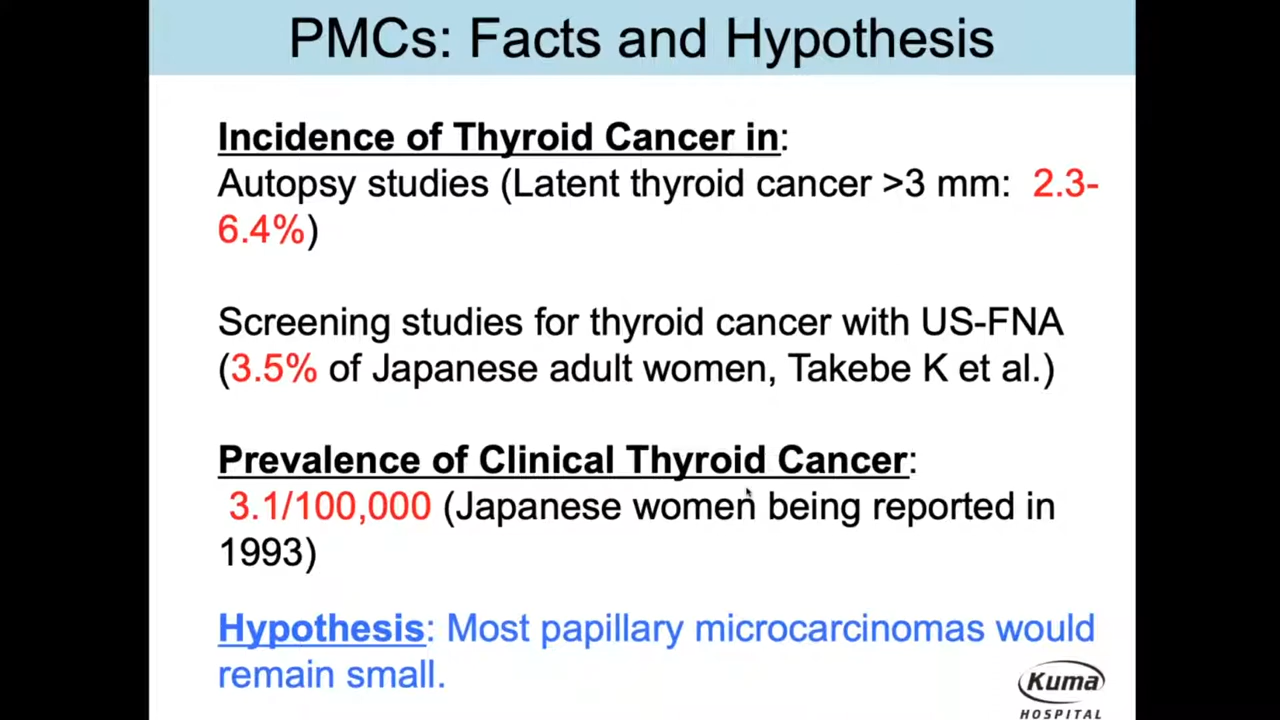 PMCs: Facts and Hypothesis
Incidence of Thyroid Cancer in:
Autopsy studies (Latent thyroid cancer >3 mm: 2.3-
6.4%)
Screening studies for thyroid cancer with US-FNA
(3.5% of Japanese adult women, Takebe K et al.)
Prevalence of Clinical Thyroid Cancer:
3.1/100,000 (Japanese women being reported in
1993)
Hypothesis: Most papillary microcarcinomas would
remain small.
Kuma
HOSPITAL